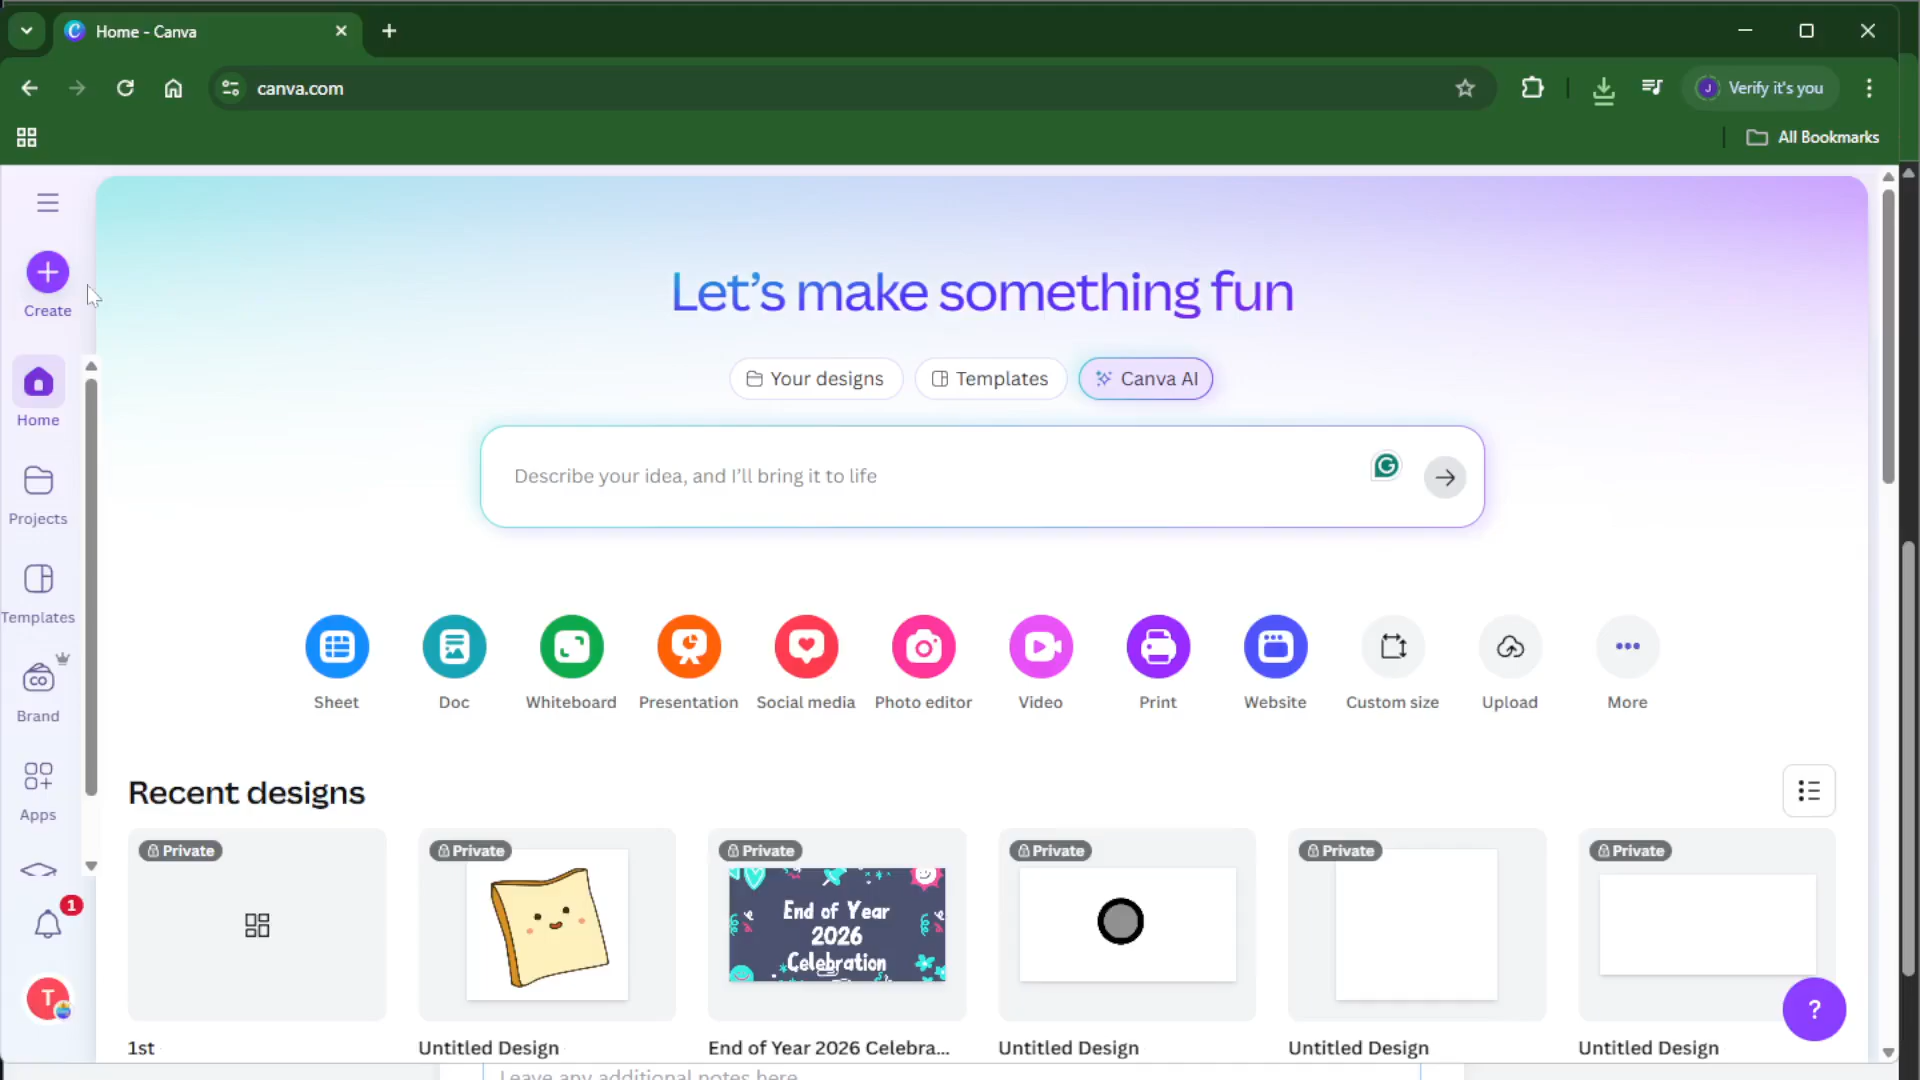 Home - Canva
canva.com
Verify it's you
All Bookmarks
Create
Home
Projects
Templates
Brand
Apps
1
T
Let's make something fun
Your designs
Templates
Canva AI
Describe your idea, and I'll bring it to life
Sheet
Doc
Whiteboard
Presentation
Social media
Photo editor
Video
Print
Website
Custom size
Upload
More
Recent designs
Private
Private
Private
Private
Private
Private
End of Year
2026
Celebration
1st
Untitled Design
End of Year 2026 Celebra...
Untitled Design
Untitled Design
Untitled Design
?
Leave any additional notes here